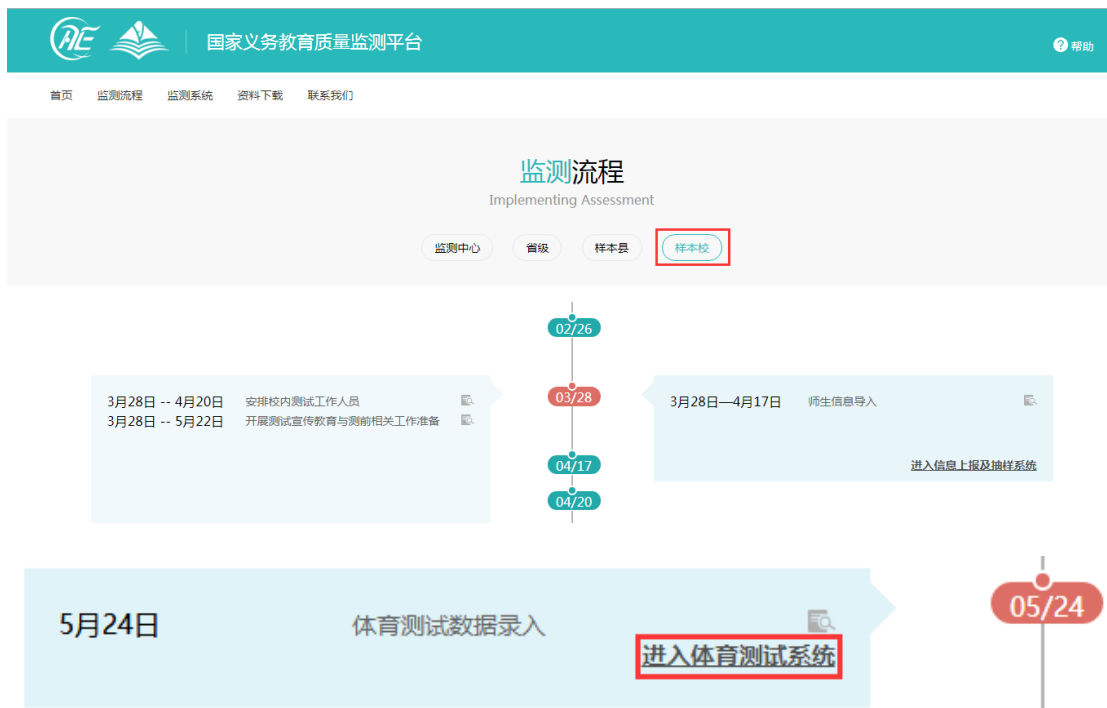 国家义务教育质量监测平台
帮助
首页 监测流程 监测系统 资料下载 联系我们
监测流程
Implementing Assessment
监测中心 省级 样本县 样本校
02/26
3月28日 -- 4月20日 安排校内测试工作人员
3月28日 -- 5月22日 开展测试宣传教育与测前相关工作准备
03/28
3月28日—4月17日 师生信息导入
进入信息上报及抽样系统
04/17
04/20
5月24日 体育测试数据录入
进入体育测试系统
05/24